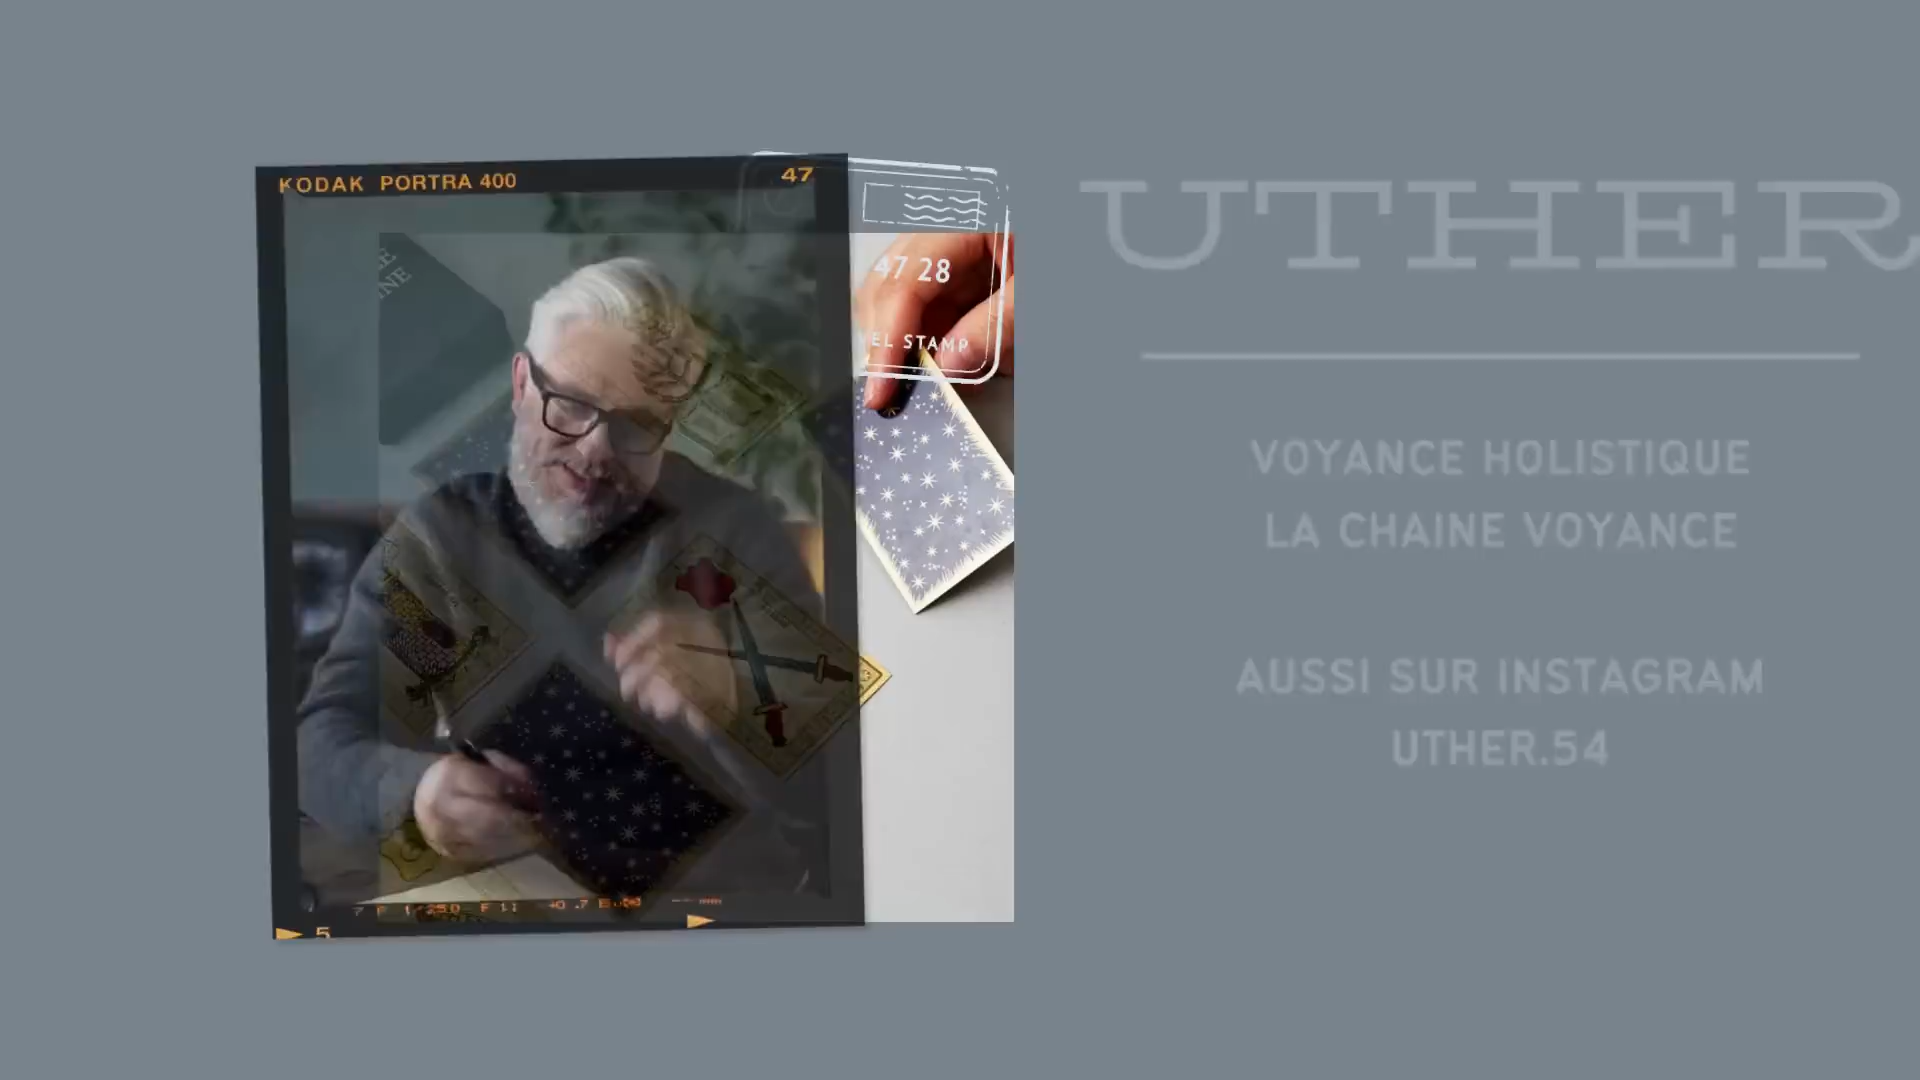 KODAK PORTRA 400
47
47 28
EL STAMP
5
UTHER
VOYANCE HOLISTIQUE
LA CHAINE VOYANCE
AUSSI SUR INSTAGRAM
UTHER.54